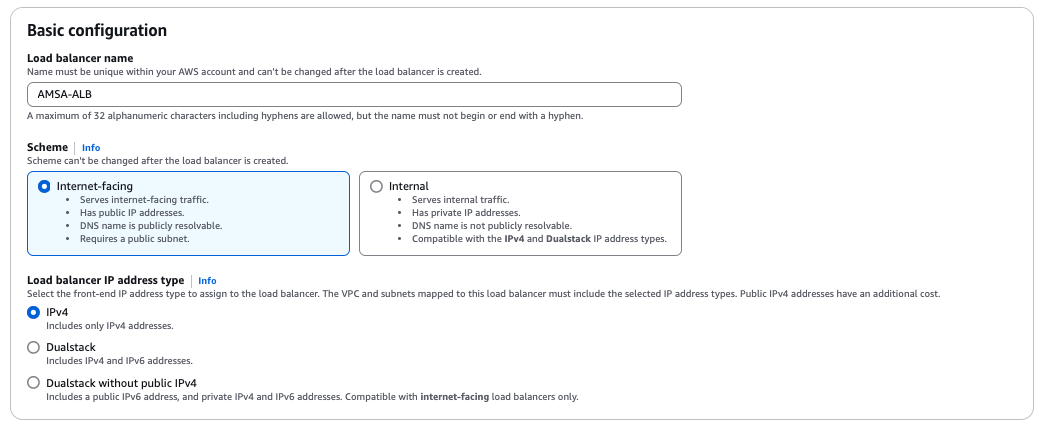 Basic configuration
Load balancer name
Name must be unique within your AWS account and can't be changed after the load balancer is created.
AMSA-ALB
A maximum of 32 alphanumeric characters including hyphens are allowed, but the name must not begin or end with a hyphen.
Scheme | Info
Scheme can't be changed after the load balancer is created.
Internet-facing
• Serves internet-facing traffic.
• Has public IP addresses.
• DNS name is publicly resolvable.
• Requires a public subnet.
Internal
• Serves internal traffic.
• Has private IP addresses.
• DNS name is not publicly resolvable.
• Compatible with the IPv4 and Dualstack IP address types.
Load balancer IP address type | Info
Select the front-end IP address type to assign to the load balancer. The VPC and subnets mapped to this load balancer must include the selected IP address types. Public IPv4 addresses have an additional cost.
IPv4
Includes only IPv4 addresses.
Dualstack
Includes IPv4 and IPv6 addresses.
Dualstack without public IPv4
Includes a public IPv6 address, and private IPv4 and IPv6 addresses. Compatible with internet-facing load balancers only.